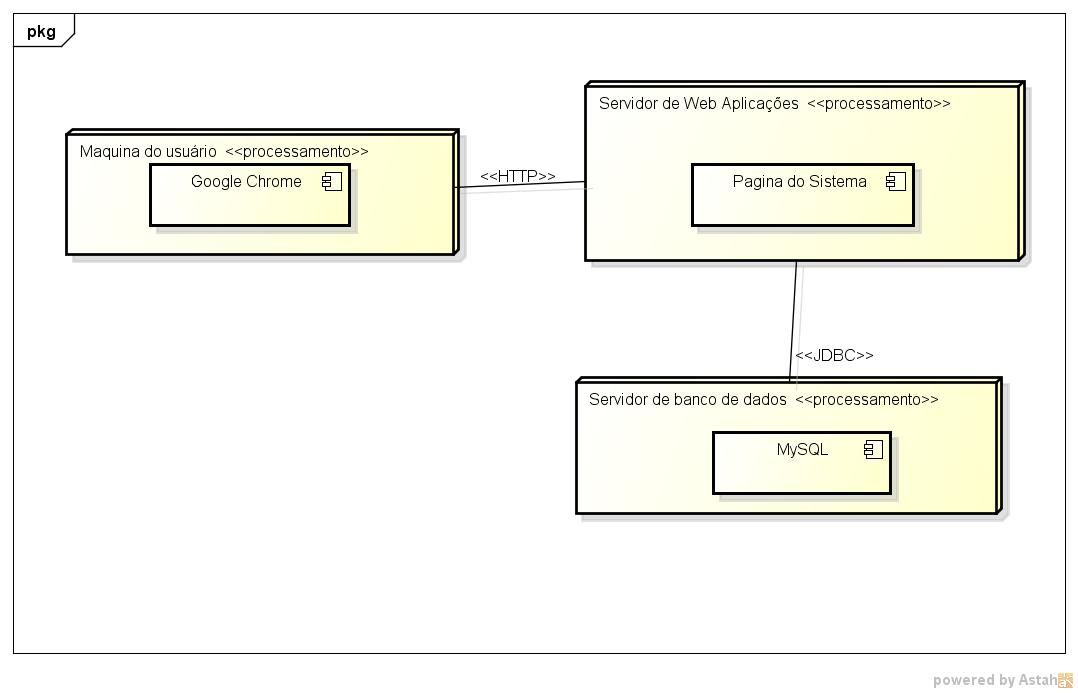 pkg
Servidor de Web Aplicações <<processamento>>
Maquina do usuário <<processamento>>
Google Chrome
<<HTTP>>
Pagina do Sistema
<<JDBC>>
Servidor de banco de dados <<processamento>>
MySQL
powered by Astah